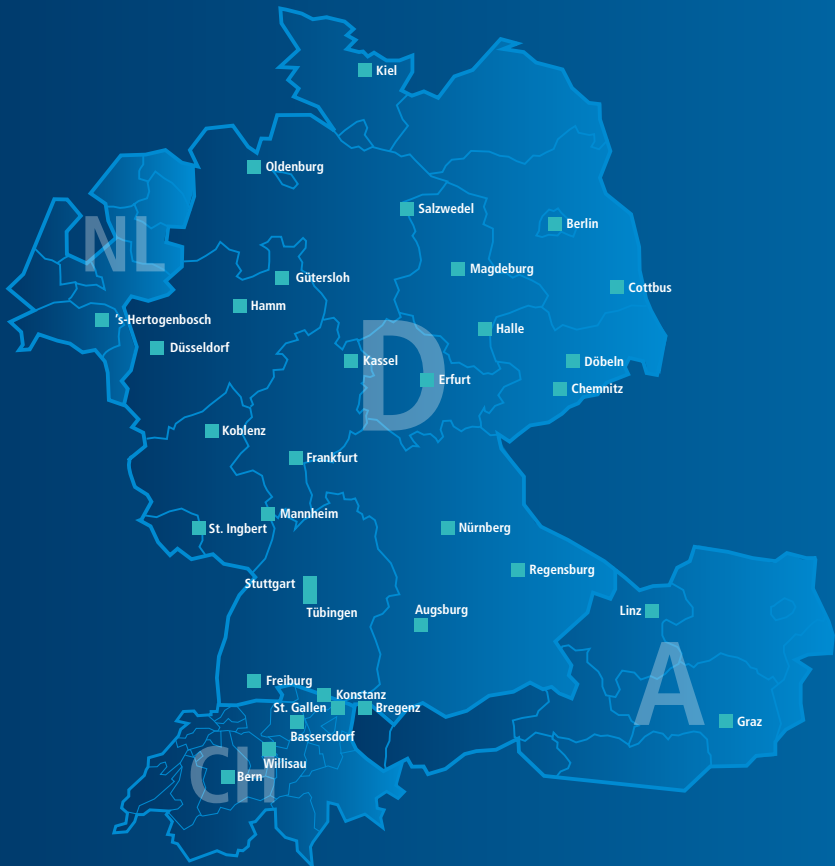 Kiel
Oldenburg
Salzwedel
Berlin
NL
Magdeburg
Gütersloh
Cottbus
Hamm
’s-Hertogenbosch
Halle
Düsseldorf
D
Kassel
Döbeln
Erfurt
Chemnitz
Koblenz
Frankfurt
Mannheim
St. Ingbert
Nürnberg
Regensburg
Stuttgart
Tübingen
Augsburg
Linz
A
Freiburg
Konstanz
St. Gallen
Bregenz
Graz
Bassersdorf
Willisau
CH
Bern